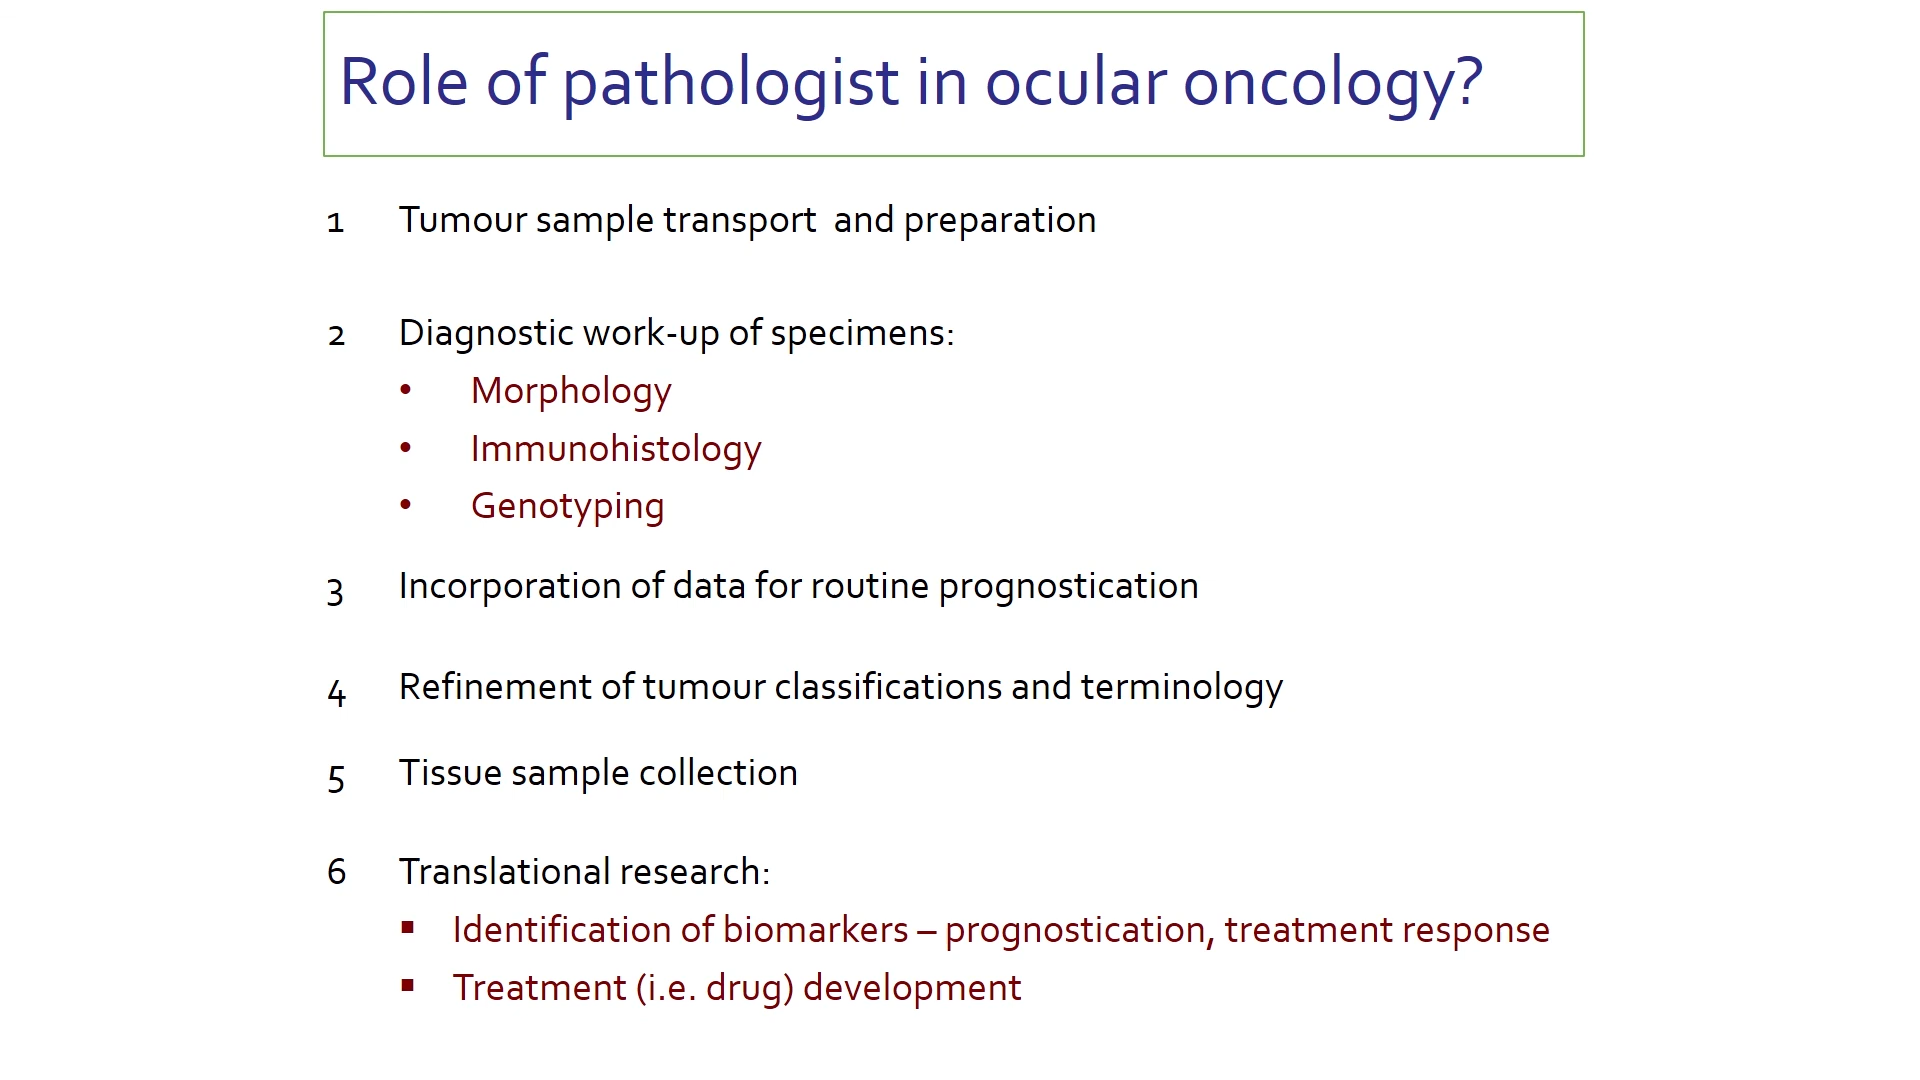 Role of pathologist in ocular oncology?
1 Tumour sample transport and preparation
2 Diagnostic work-up of specimens:
• Morphology
• Immunohistology
• Genotyping
3 Incorporation of data for routine prognostication
4 Refinement of tumour classifications and terminology
5 Tissue sample collection
6 Translational research:
▪ Identification of biomarkers – prognostication, treatment response
▪ Treatment (i.e. drug) development